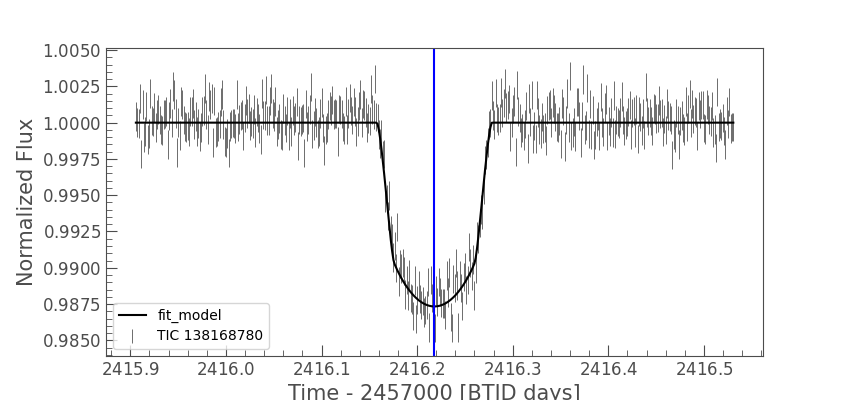 1.0050
1.0025
1.0000
0.9975
0.9950
0.9925
0.9900
0.9875
0.9850
Normalized Flux
fit_model
TIC 138168780
2415.9 2416.0 2416.1 2416.2 2416.3 2416.4 2416.5
Time - 2457000 [BTJD days]